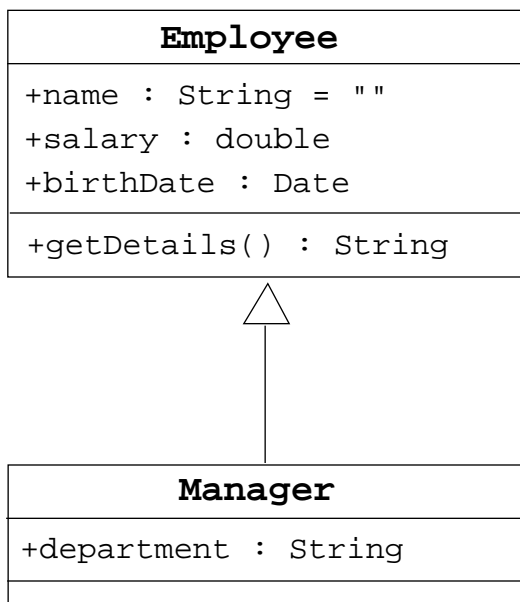 Employee
+name : String = ""
+salary : double
+birthDate : Date
+getDetails() : String
Manager
+department : String